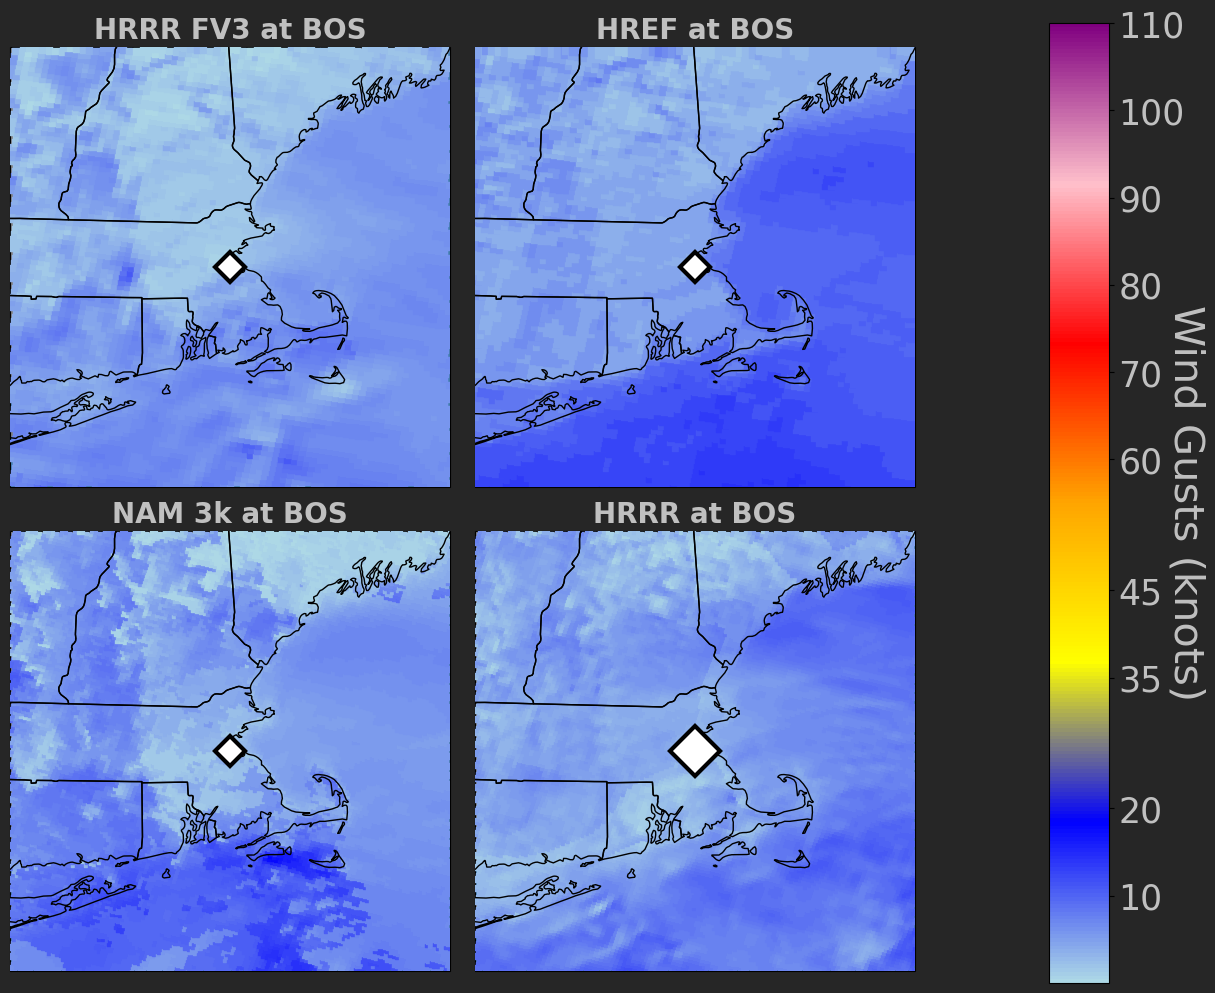 HRRR FV3 at BOS
HREF at BOS
NAM 3k at BOS
HRRR at BOS
110
100
90
80
70
60
45
35
20
10
Wind Gusts (knots)